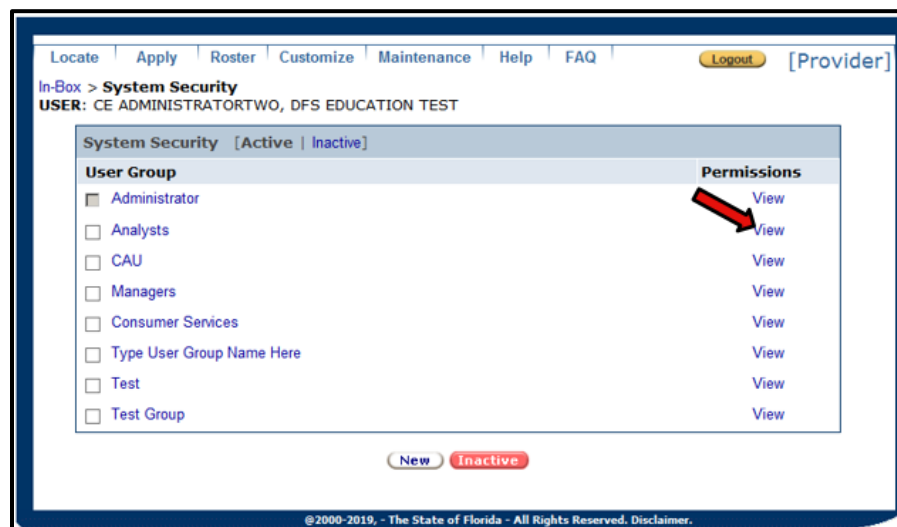 Locate Apply Roster Customize Maintenance Help FAQ Logout [Provider]
In-Box > System Security
USER: CE ADMINISTRATORTWO, DFS EDUCATION TEST
System Security [Active | Inactive]
User Group Permissions
Administrator View
Analysts View
CAU View
Managers View
Consumer Services View
Type User Group Name Here View
Test View
Test Group View
New Inactive
@2000-2019, - The State of Florida - All Rights Reserved. Disclaimer.